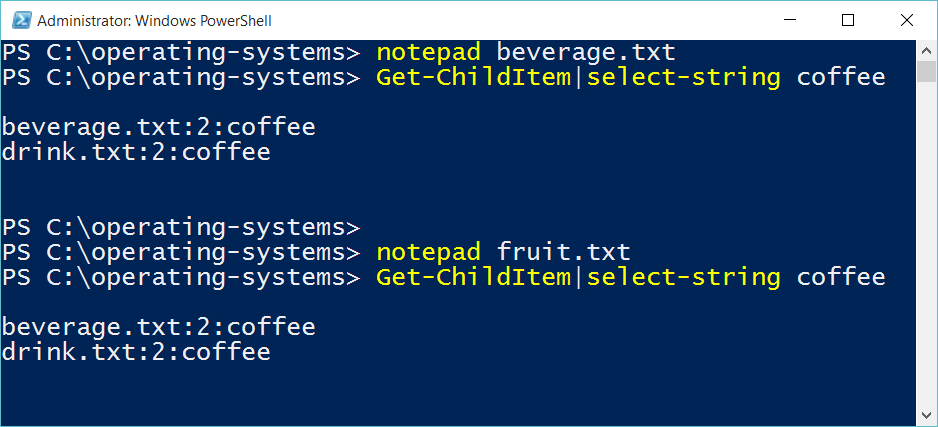 Administrator: Windows PowerShell
PS C:\operating-systems> notepad beverage.txt
PS C:\operating-systems> Get-ChildItem|select-string coffee
beverage.txt:2:coffee
drink.txt:2:coffee
PS C:\operating-systems>
PS C:\operating-systems> notepad fruit.txt
PS C:\operating-systems> Get-ChildItem|select-string coffee
beverage.txt:2:coffee
drink.txt:2:coffee